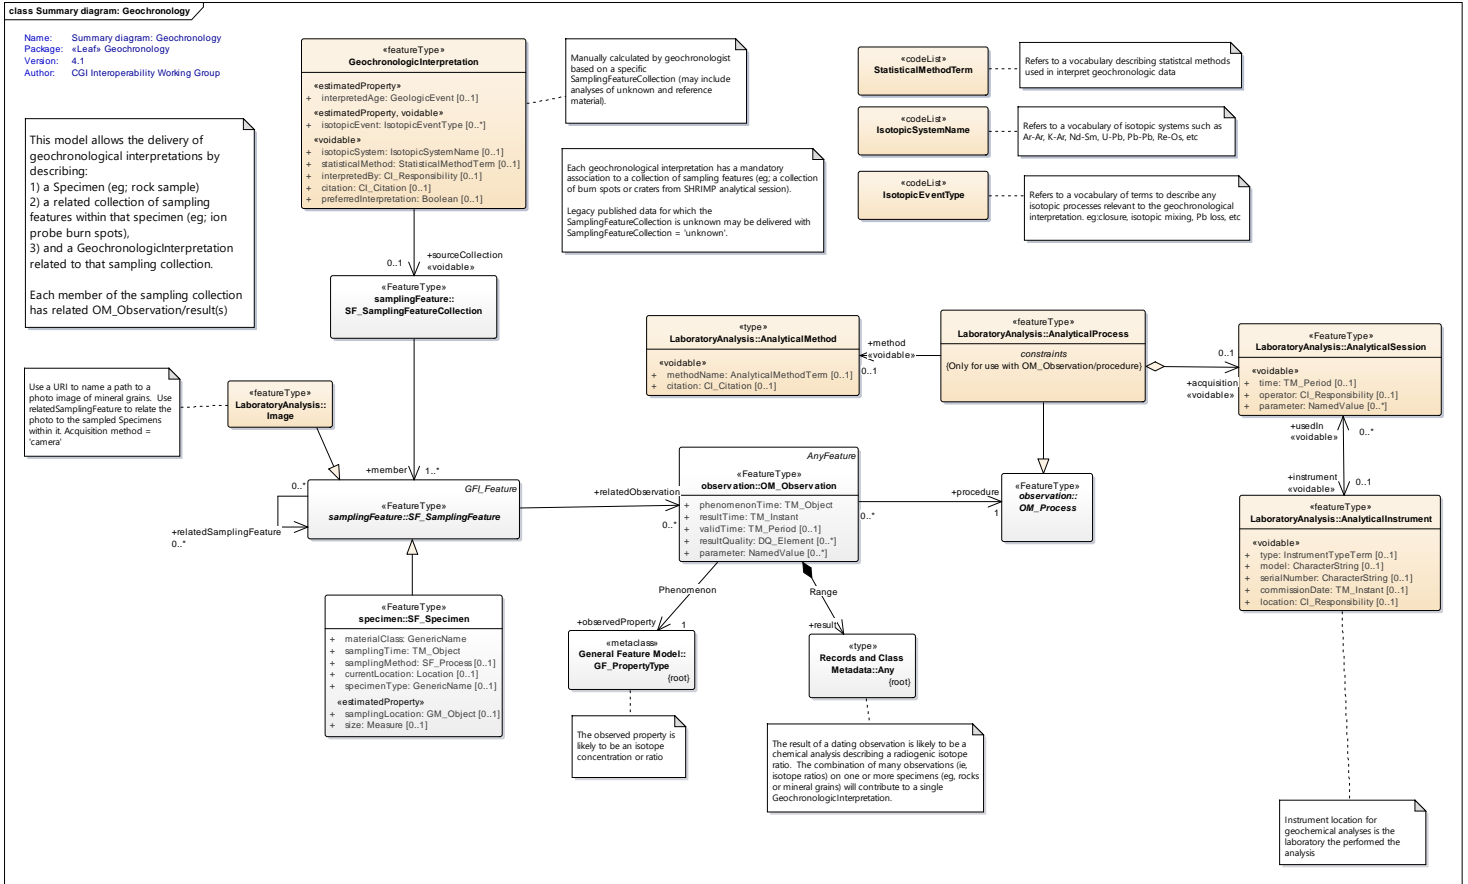 class Summary diagram: Geochronology
Name: Summary diagram: Geochronology
Package: «Leaf» Geochronology
Version: 4.1
Author: CGI Interoperability Working Group
This model allows the delivery of
geochronological interpretations by
describing:
1) a Specimen (eg; rock sample)
2) a related collection of sampling
features within that specimen (eg; ion
probe burn spots),
3) and a GeochronologicInterpretation
related to that sampling collection.
Each member of the sampling collection
has related OM_Observation/result(s)
«featureType»
GeochronologicInterpretation
«estimatedProperty»
+ interpretedAge: GeologicEvent [0..1]
«estimatedProperty, voidable»
+ isotopicEvent: IsotopicEventType [0..*]
«voidable»
+ isotopicSystem: IsotopicSystemName [0..1]
+ statisticalMethod: StatisticalMethodTerm [0..1]
+ interpretedBy: CI_Responsibility [0..1]
+ citation: CI_Citation [0..1]
+ preferredInterpretation: Boolean [0..1]
Manually calculated by geochronologist
based on a specific
SamplingFeatureCollection (may include
analyses of unknown and reference
material).
Each geochronological interpretation has a mandatory
association to a collection of sampling features (eg; a collection
of burn spots or craters from SHRIMP analytical session).
Legacy published data for which the
SamplingFeatureCollection is unknown may be delivered with
SamplingFeatureCollection = 'unknown'.
«codeList»
StatisticalMethodTerm
Refers to a vocabulary describing statistcal methods
used in interpret geochronologic data
«codeList»
IsotopicSystemName
Refers to a vocabulary of isotopic systems such as
Ar-Ar, K-Ar, Nd-Sm, U-Pb, Pb-Pb, Re-Os, etc
«codeList»
IsotopicEventType
Refers to a vocabulary of terms to describe any
isotopic processes relevant to the geochronological
interpretation. eg:closure, isotopic mixing, Pb loss, etc
+sourceCollection
0..1
«voidable»
«FeatureType»
samplingFeature::
SF_SamplingFeatureCollection
«type»
LaboratoryAnalysis::AnalyticalMethod
«voidable»
+ methodName: AnalyticalMethodTerm [0..1]
+ citation: CI_Citation [0..1]
+method
«voidable»
0..1
«featureType»
LaboratoryAnalysis::AnalyticalProcess
constraints
{Only for use with OM_Observation/procedure}
0..1
+acquisition
«voidable»
«FeatureType»
LaboratoryAnalysis::AnalyticalSession
«voidable»
+ time: TM_Period [0..1]
+ operator: CI_Responsibility [0..1]
+ parameter: NamedValue [0..*]
Use a URI to name a path to a
photo image of mineral grains. Use
relatedSamplingFeature to relate the
photo to the sampled Specimens
within it. Acquisition method =
'camera'
«featureType»
LaboratoryAnalysis::
Image
+usedIn
«voidable»
0..*
+instrument
«voidable»
0..1
+member
1..*
0..*
+relatedSamplingFeature
0..*
GFI_Feature
«FeatureType»
samplingFeature::SF_SamplingFeature
+relatedObservation
0..*
AnyFeature
«FeatureType»
observation::OM_Observation
+ phenomenonTime: TM_Object
+ resultTime: TM_Instant
+ validTime: TM_Period [0..1]
+ resultQuality: DQ_Element [0..*]
+ parameter: NamedValue [0..*]
0..*
+procedure
1
«FeatureType»
observation::
OM_Process
«featureType»
LaboratoryAnalysis::AnalyticalInstrument
«voidable»
+ type: InstrumentTypeTerm [0..1]
+ model: CharacterString [0..1]
+ serialNumber: CharacterString [0..1]
+ commissionDate: TM_Instant [0..1]
+ location: CI_Responsibility [0..1]
«FeatureType»
specimen::SF_Specimen
+ materialClass: GenericName
+ samplingTime: TM_Object
+ samplingMethod: SF_Process [0..1]
+ currentLocation: Location [0..1]
+ specimenType: GenericName [0..1]
«estimatedProperty»
+ samplingLocation: GM_Object [0..1]
+ size: Measure [0..1]
Phenomenon
+observedProperty
1
Range
+result
«metaclass»
General Feature Model::
GF_PropertyType
{root}
«type»
Records and Class
Metadata::Any
{root}
The observed property is
likely to be an isotope
concentration or ratio
The result of a dating observation is likely to be a
chemical analysis describing a radiogenic isotope
ratio. The combination of many observations (ie,
isotope ratios) on one or more specimens (eg, rocks
or mineral grains) will contribute to a single
GeochronologicInterpretation.
Instrument location for
geochemical analyses is the
laboratory the performed the
analysis